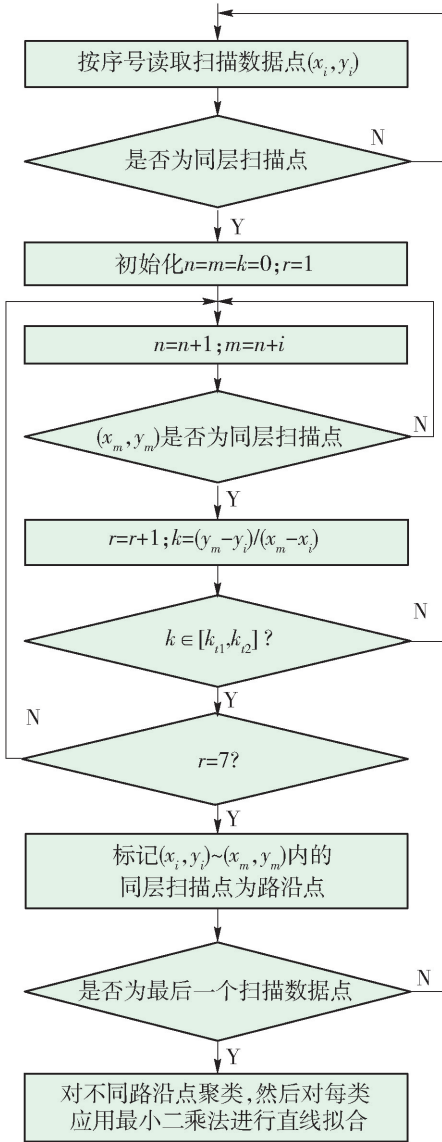 按序号读取扫描数据点(xᵢ,yᵢ)
是否为同层扫描点
N
Y
初始化n=m=k=0;r=1
n=n+1;m=n+i
(xₘ,yₘ)是否为同层扫描点
N
Y
r=r+1;k=(yₘ-yᵢ)/(xₘ-xᵢ)
k∈[kₜ₁,kₜ₂]?
N
Y
N
r=7?
Y
标记(xᵢ,yᵢ)~(xₘ,yₘ)内的
同层扫描点为路沿点
是否为最后一个扫描数据点
N
Y
对不同路沿点聚类,然后对每类
应用最小二乘法进行直线拟合